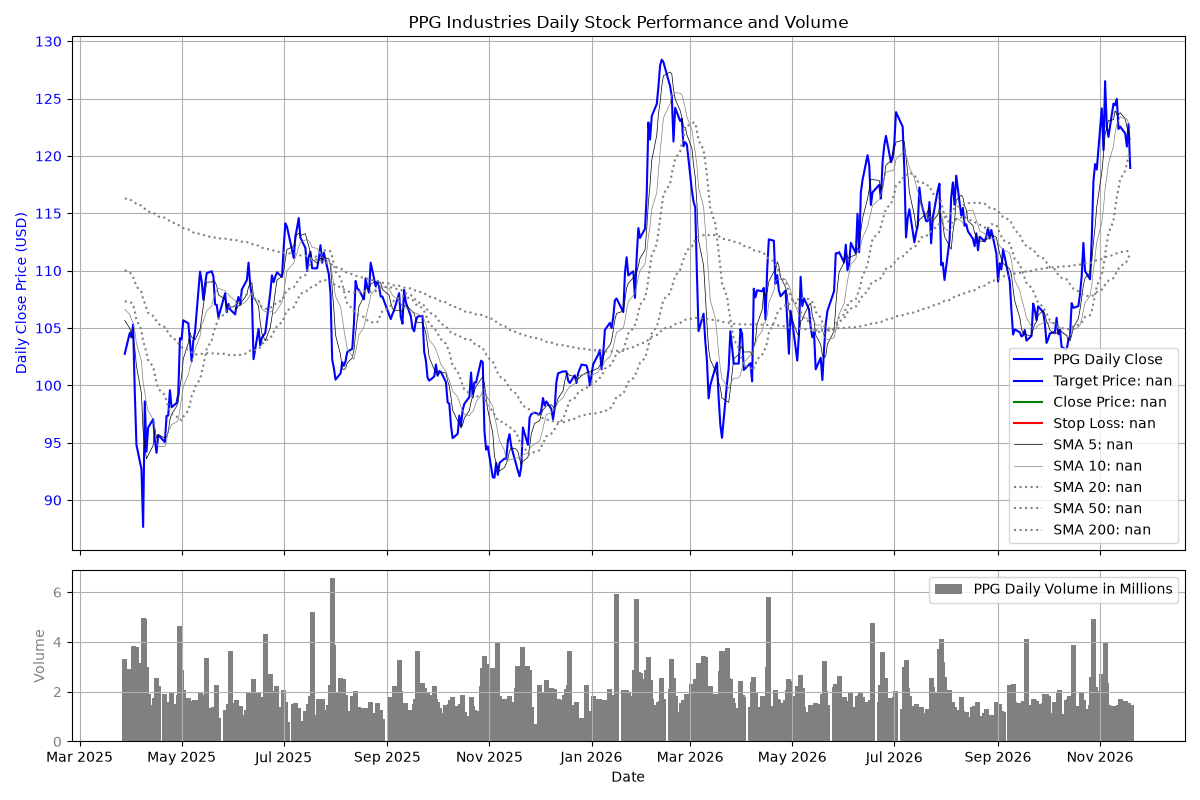 PPG Industries Daily Stock Performance and Volume
130
125
120
115
110
105
100
95
90
Daily Close Price (USD)
PPG Daily Close
Target Price: nan
Close Price: nan
Stop Loss: nan
SMA 5: nan
SMA 10: nan
SMA 20: nan
SMA 50: nan
SMA 200: nan
6
4
2
0
Volume
PPG Daily Volume in Millions
Mar 2025 May 2025 Jul 2025 Sep 2025 Nov 2025 Jan 2026 Mar 2026 May 2026 Jul 2026 Sep 2026 Nov 2026
Date